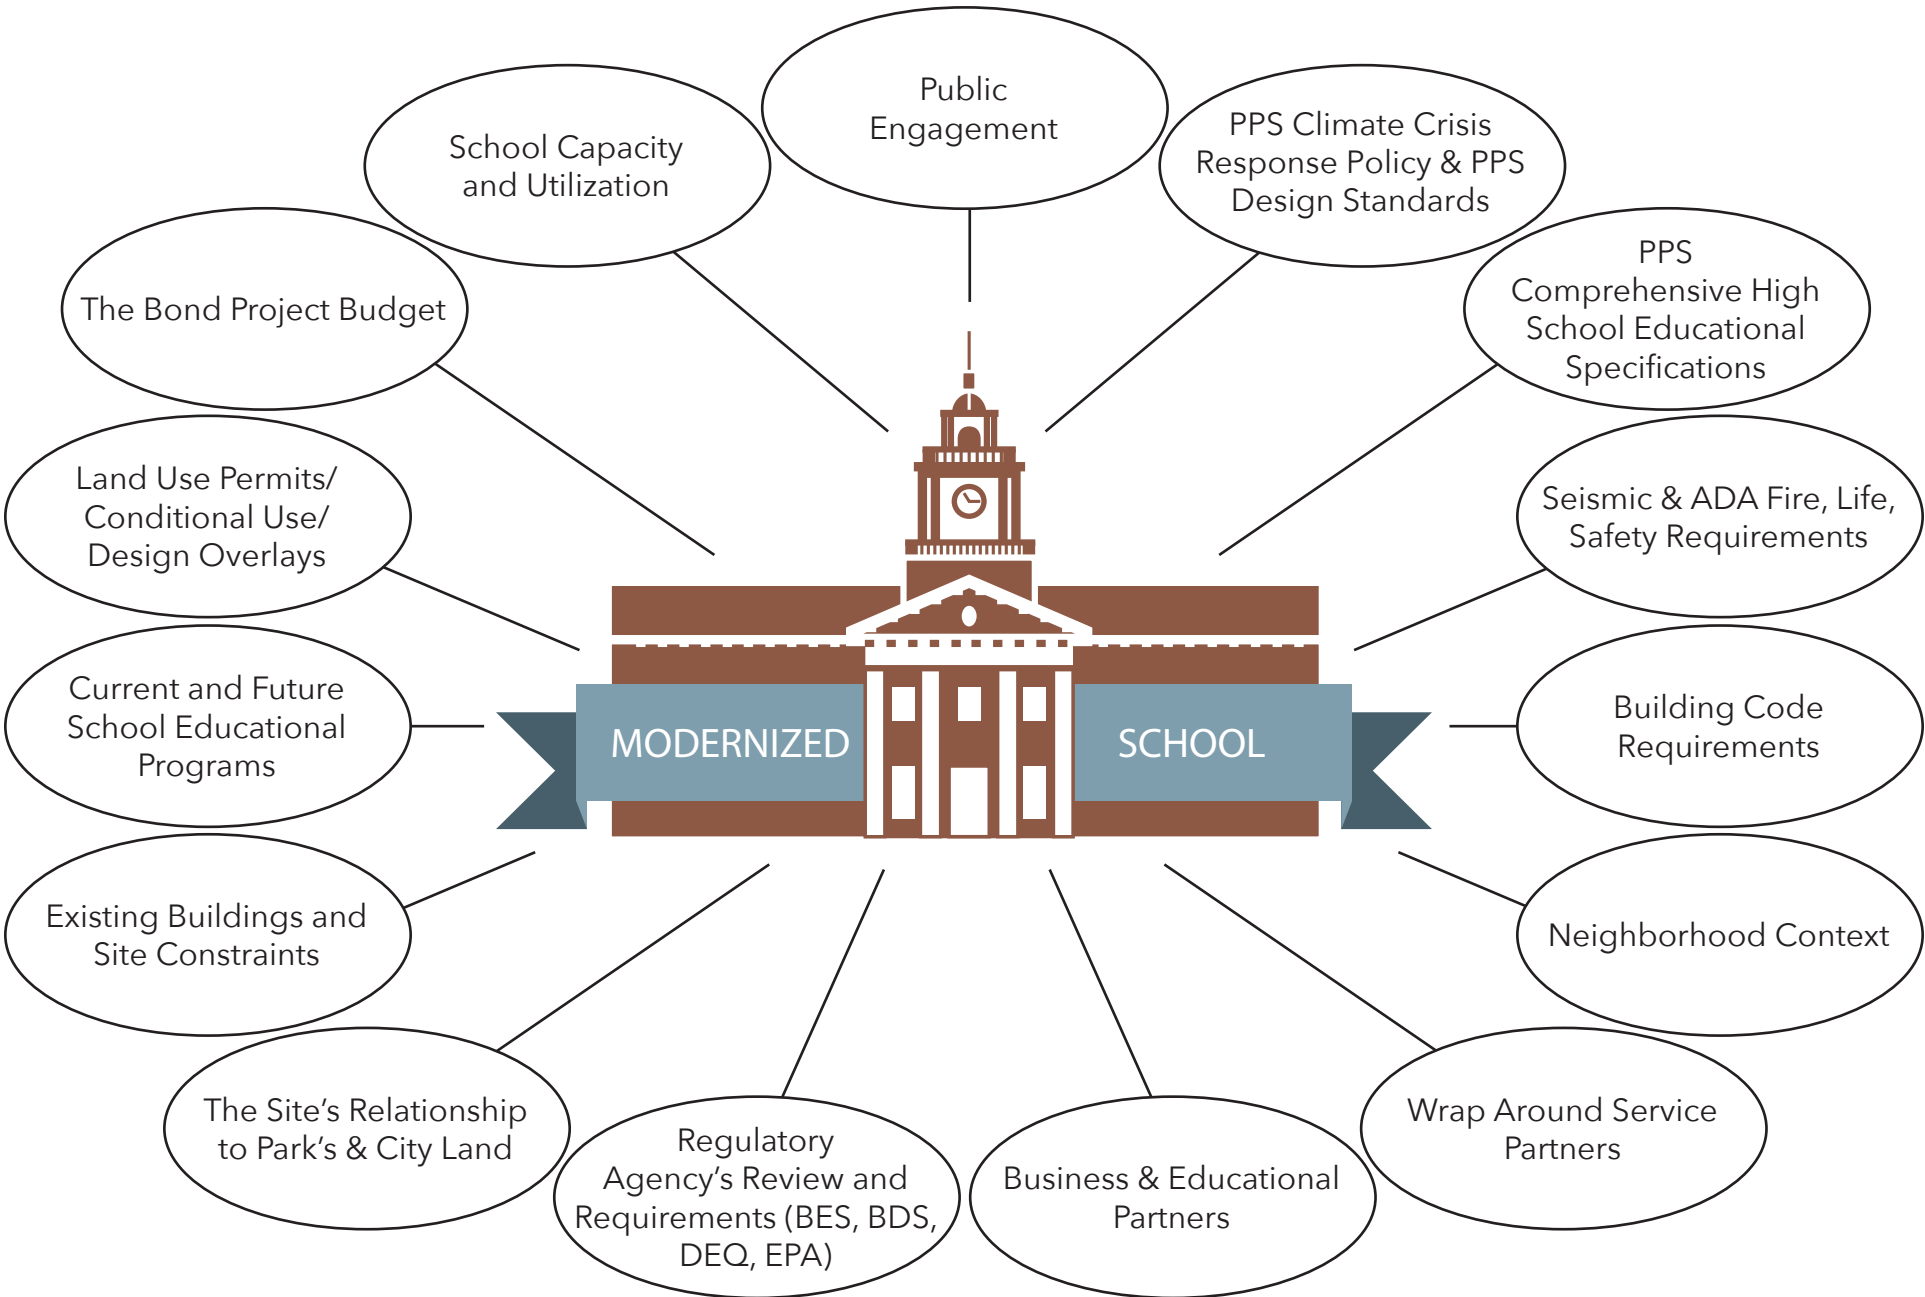 Public
Engagement
School Capacity
and Utilization
PPS Climate Crisis
Response Policy & PPS
Design Standards
The Bond Project Budget
PPS
Comprehensive High
School Educational
Specifications
Land Use Permits/
Conditional Use/
Design Overlays
Seismic & ADA Fire, Life,
Safety Requirements
Current and Future
School Educational
Programs
MODERNIZED
SCHOOL
Building Code
Requirements
Existing Buildings and
Site Constraints
Neighborhood Context
The Site’s Relationship
to Park’s & City Land
Regulatory
Agency’s Review and
Requirements (BES, BDS,
DEQ, EPA)
Business & Educational
Partners
Wrap Around Service
Partners